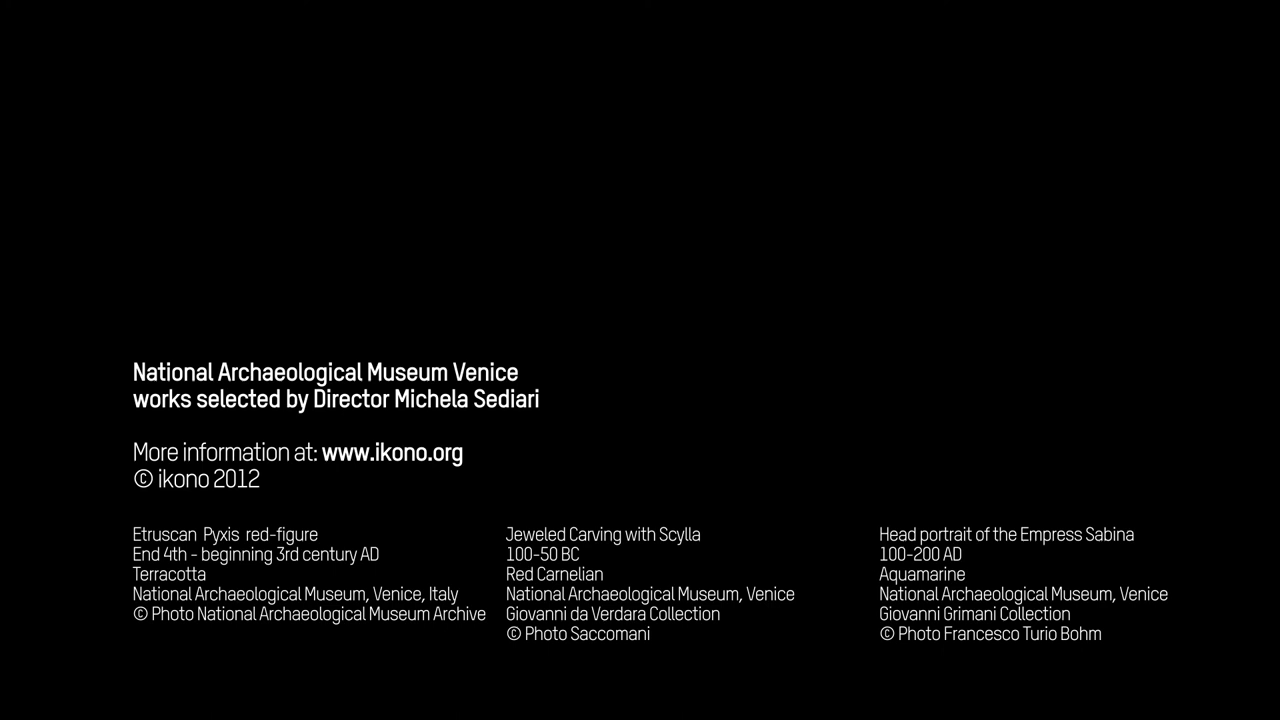 National Archaeological Museum Venice
works selected by Director Michela Sediari
More information at: www.ikono.org
© ikono 2012
Etruscan Pyxis red-figure
End 4th - beginning 3rd century AD
Terracotta
National Archaeological Museum, Venice, Italy
© Photo National Archaeological Museum Archive
Jeweled Carving with Scylla
100-50 BC
Red Carnelian
National Archaeological Museum, Venice
Giovanni da Verdara Collection
© Photo Saccomani
Head portrait of the Empress Sabina
100-200 AD
Aquamarine
National Archaeological Museum, Venice
Giovanni Grimani Collection
© Photo Francesco Turio Bohm